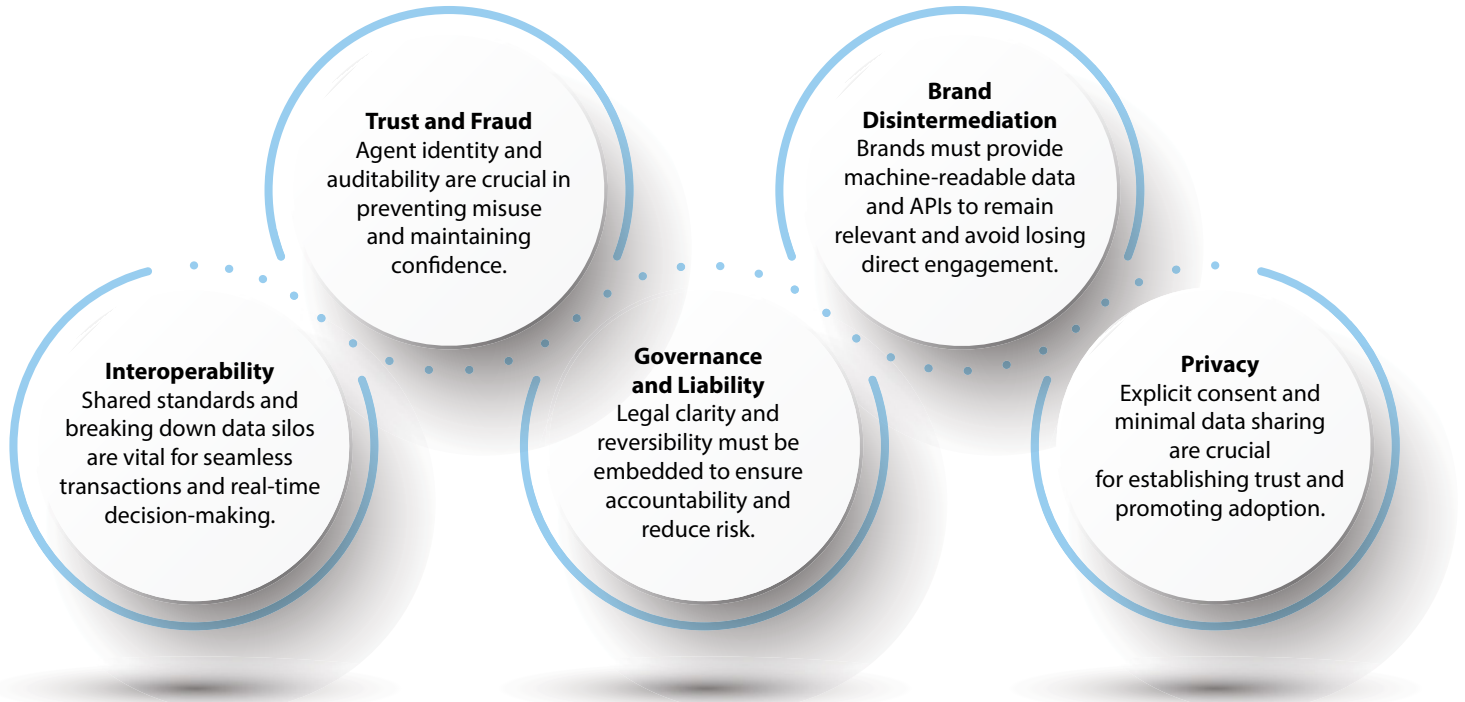 Interoperability
Shared standards and
breaking down data silos
are vital for seamless
transactions and real-time
decision-making.
Trust and Fraud
Agent identity and
auditability are crucial in
preventing misuse
and maintaining
confidence.
Governance
and Liability
Legal clarity and
reversibility must be
embedded to ensure
accountability and
reduce risk.
Brand
Disintermediation
Brands must provide
machine-readable data
and APIs to remain
relevant and avoid losing
direct engagement.
Privacy
Explicit consent and
minimal data sharing
are crucial
for establishing trust and
promoting adoption.